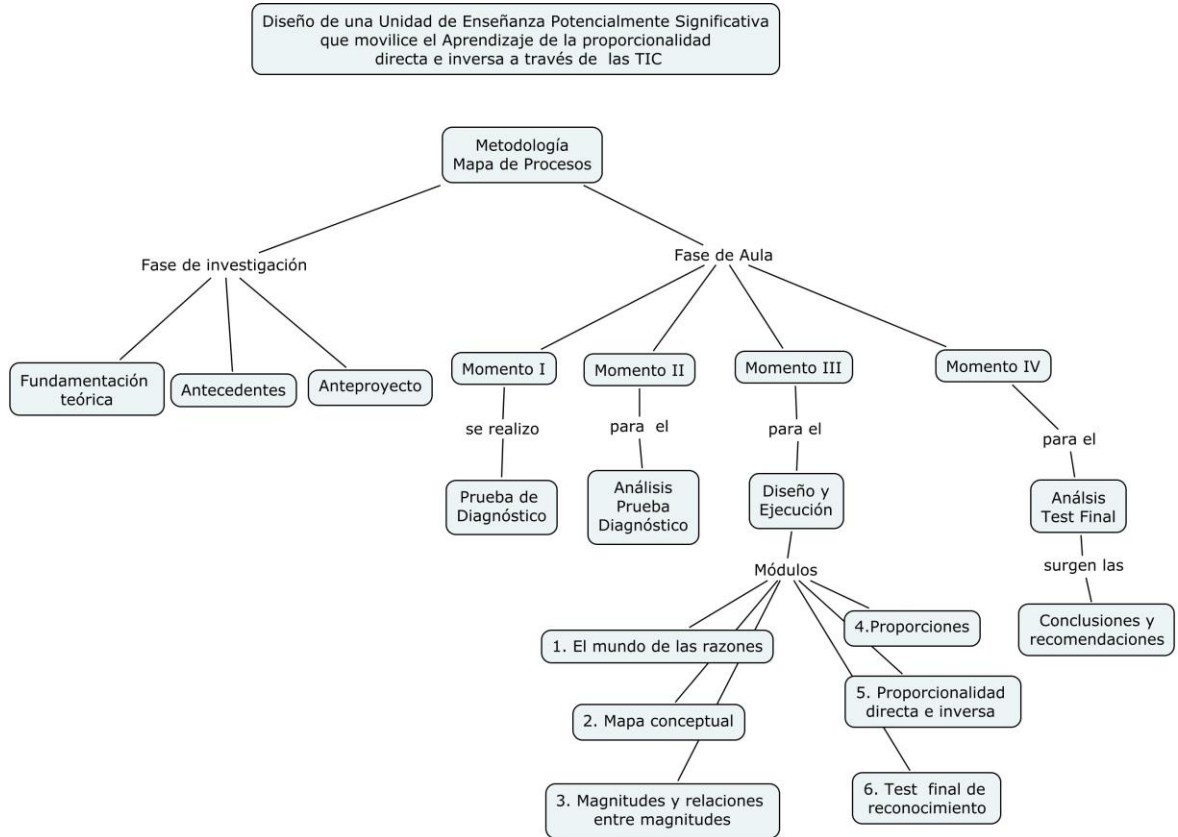 Diseño de una Unidad de Enseñanza Potencialmente Significativa
que movilice el Aprendizaje de la proporcionalidad
directa e inversa a través de las TIC
Metodología
Mapa de Procesos
Fase de investigación
Fase de Aula
Fundamentación
teórica
Antecedentes
Anteproyecto
Momento I
Momento II
Momento III
Momento IV
se realizo
para el
para el
para el
Prueba de
Diagnóstico
Análisis
Prueba
Diagnóstico
Diseño y
Ejecución
Análsis
Test Final
Módulos
surgen las
Conclusiones y
recomendaciones
1. El mundo de las razones
2. Mapa conceptual
3. Magnitudes y relaciones
entre magnitudes
4.Proporciones
5. Proporcionalidad
directa e inversa
6. Test final de
reconocimiento